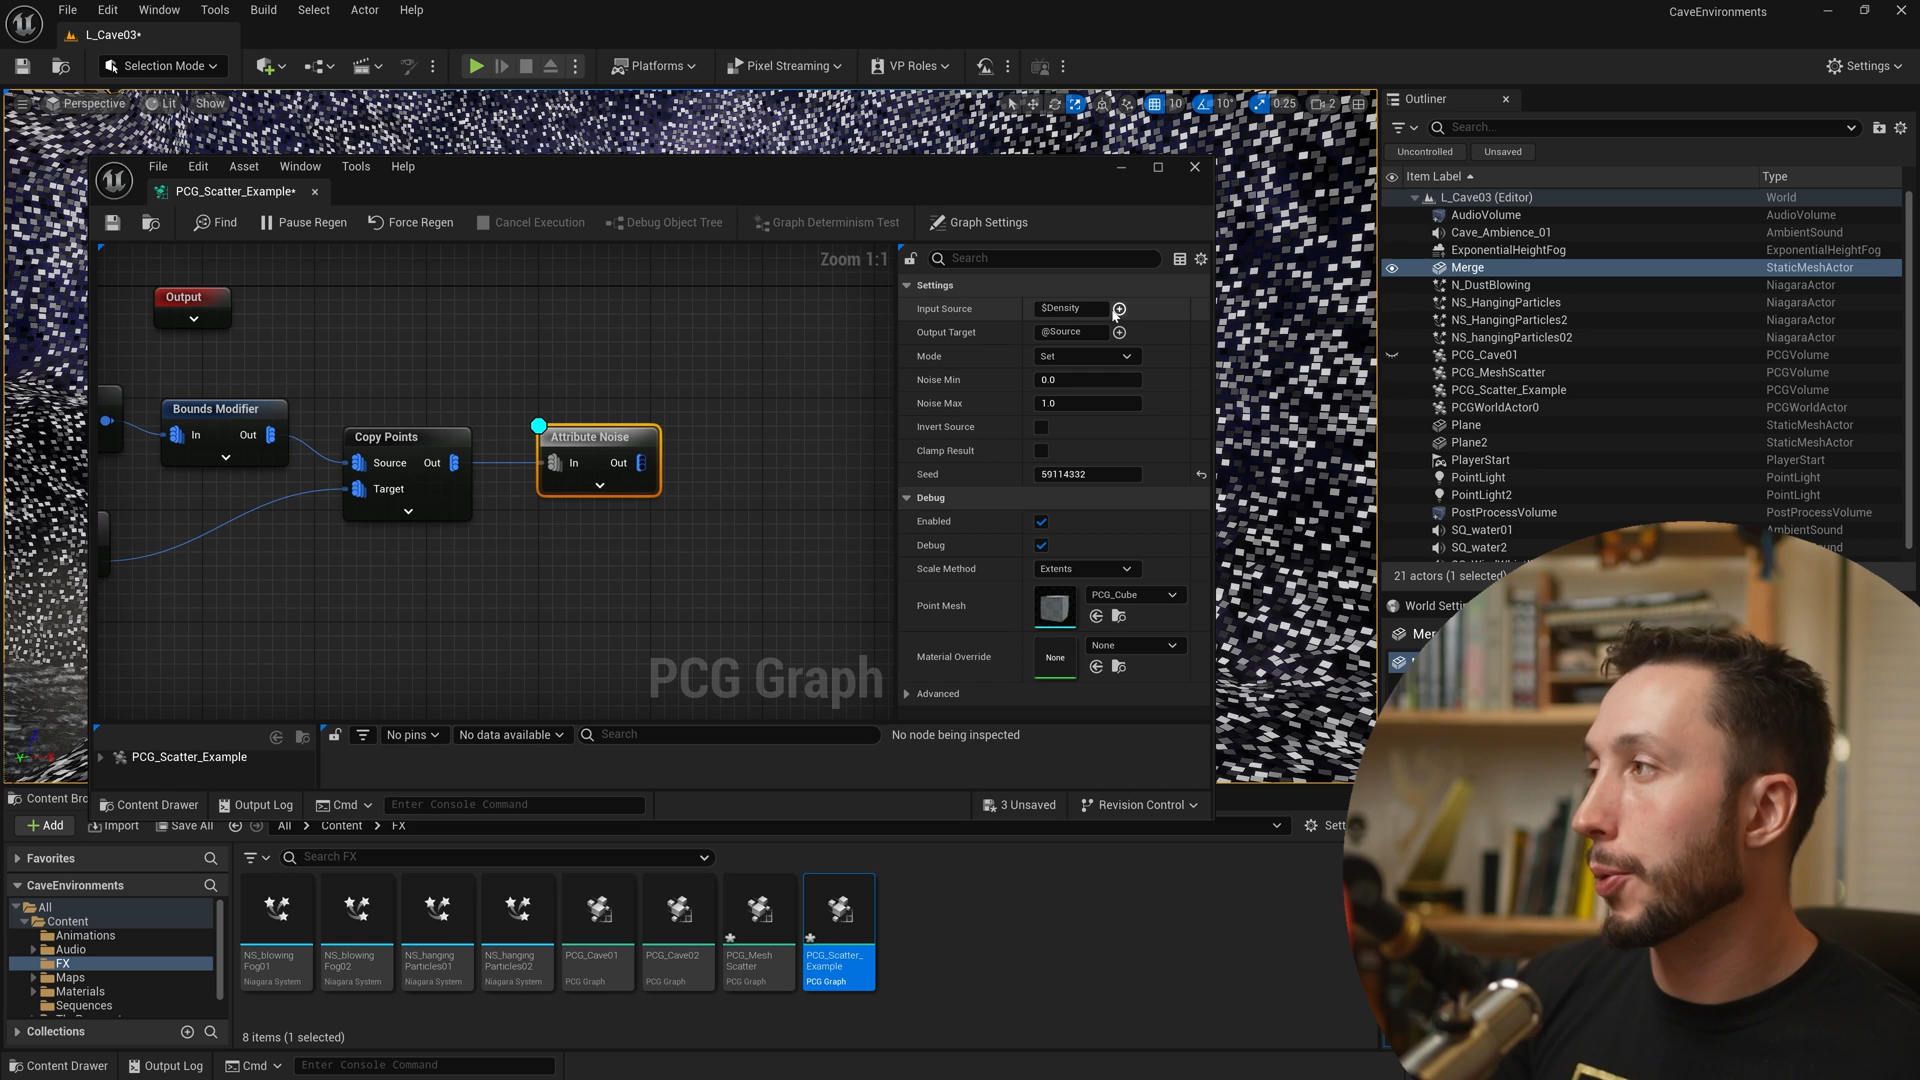 File Edit Window Tools Build Select Actor Help
CaveEnvironments
L_Cave03*
Selection Mode
Platforms
Pixel Streaming
VP Roles
Settings
Perspective
Lit
Show
10
10°
0.25
2
File Edit Asset Window Tools Help
PCG_Scatter_Example*
Find
Pause Regen
Force Regen
Cancel Execution
Debug Object Tree
Graph Determinism Test
Graph Settings
Zoom 1:1
Output
Bounds Modifier
In Out
Copy Points
Source Out
Target
Attribute Noise
In Out
PCG Graph
Search
Settings
Input Source $Density
Output Target @Source
Mode Set
Noise Min 0.0
Noise Max 1.0
Invert Source
Clamp Result
Seed 59114332
Debug
Enabled
Debug
Scale Method Extents
Point Mesh PCG_Cube
Material Override None None
Advanced
PCG_Scatter_Example
No pins
No data available
Search
No node being inspected
Content Drawer
Output Log
Cmd
Enter Console Command
3 Unsaved
Revision Control
Outliner
Search...
Uncontrolled
Unsaved
Item Label Type
L_Cave03 (Editor) World
AudioVolume AudioVolume
Cave_Ambience_01 AmbientSound
ExponentialHeightFog ExponentialHeightFog
Merge StaticMeshActor
N_DustBlowing NiagaraActor
NS_HangingParticles NiagaraActor
NS_HangingParticles2 NiagaraActor
NS_hangingParticles02 NiagaraActor
PCG_Cave01 PCGVolume
PCG_MeshScatter PCGVolume
PCG_Scatter_Example PCGVolume
PCGWorldActor0 PCGWorldActor
Plane StaticMeshActor
Plane2 StaticMeshActor
PlayerStart PlayerStart
PointLight PointLight
PointLight2 PointLight
PostProcessVolume PostProcessVolume
SQ_water01 AmbientSound
SQ_water2
21 actors (1 selected)
World Setti
Mer
Content Bro
Add
Import
Save All
All > Content > FX
Sett
Favorites
CaveEnvironments
All
Content
Animations
Audio
FX
Maps
Materials
Sequences
Collections
Search FX
NS_blowing
Fog01
Niagara System
NS_blowing
Fog02
Niagara System
NS_hanging
Particles01
Niagara System
NS_hanging
Particles02
Niagara System
PCG_Cave01
PCG Graph
PCG_Cave02
PCG Graph
PCG_Mesh
Scatter
PCG Graph
PCG_Scatter_
Example
PCG Graph
8 items (1 selected)
Content Drawer
Output Log
Cmd
Enter Console Command